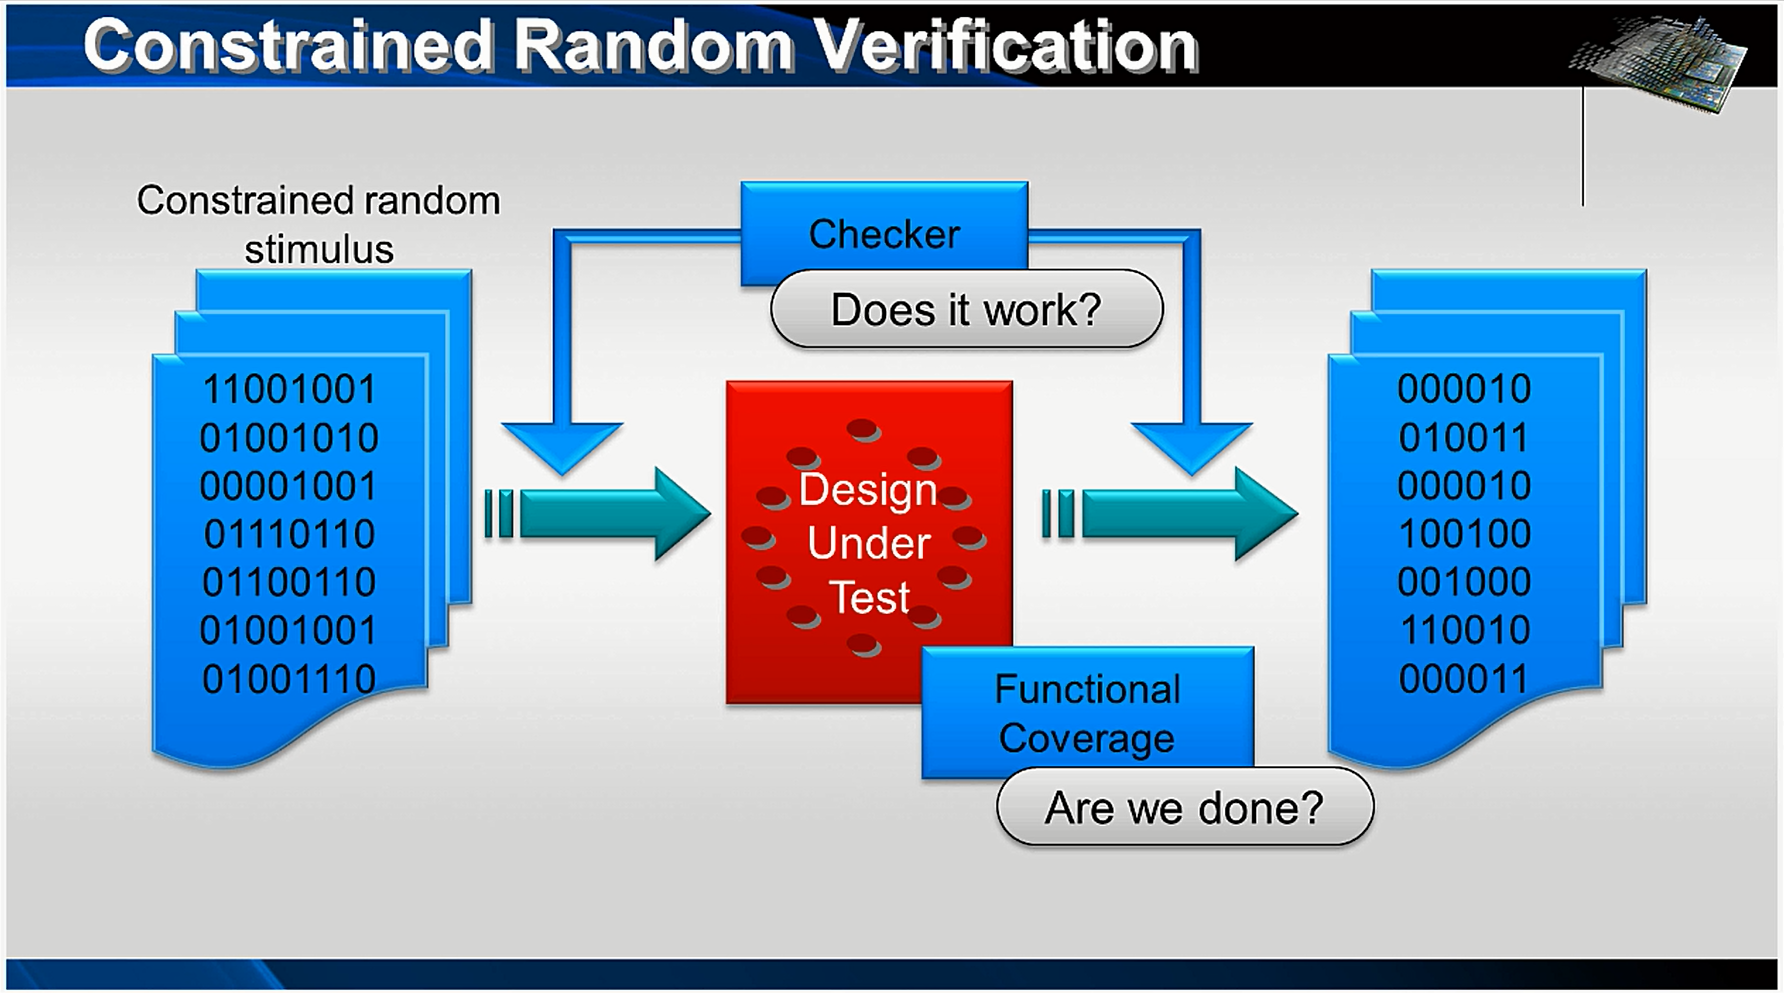 Constrained Random Verification
Constrained random
stimulus
Checker
Does it work?
11001001
01001010
00001001
01110110
01100110
01001001
01001110
Design
Under
Test
000010
010011
000010
100100
001000
110010
000011
Functional
Coverage
Are we done?